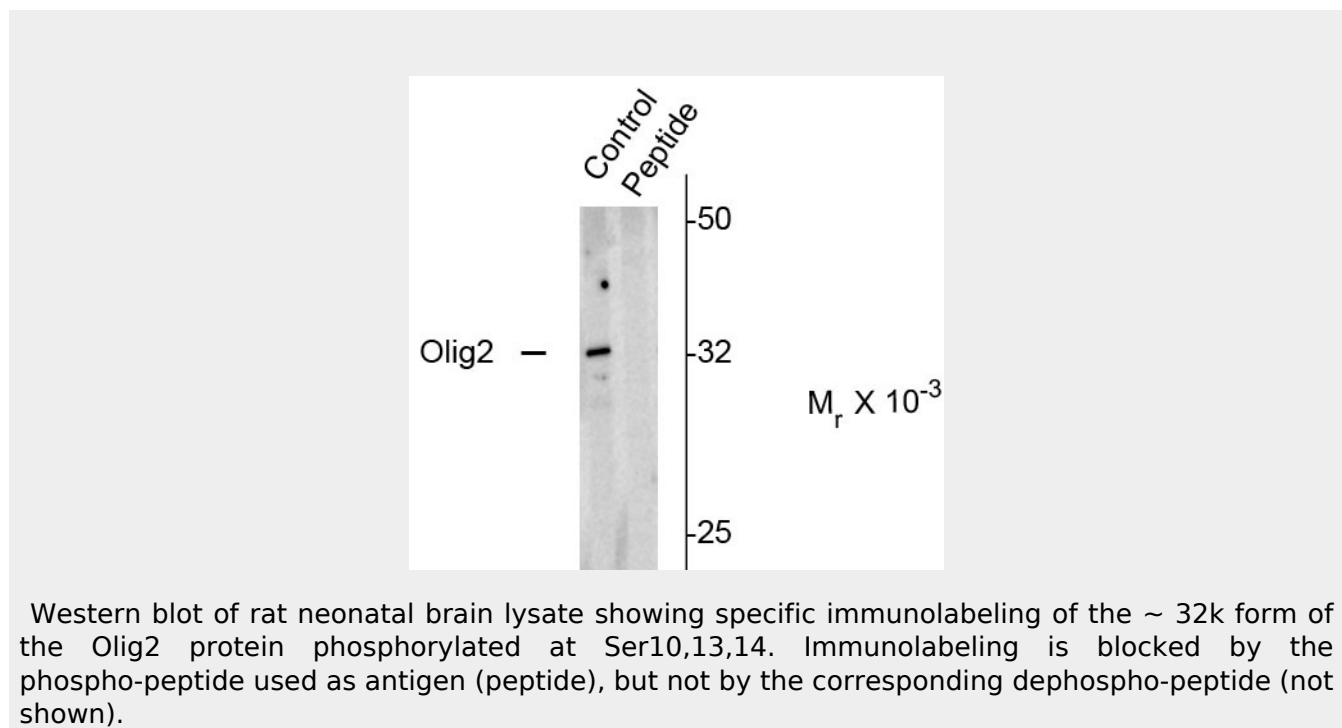 Control
Peptide
-50
Olig2 –
-32
Mr X 10-3
-25
Western blot of rat neonatal brain lysate showing specific immunolabeling of the ~ 32k form of
the Olig2 protein phosphorylated at Ser10,13,14. Immunolabeling is blocked by the
phospho-peptide used as antigen (peptide), but not by the corresponding dephospho-peptide (not
shown).